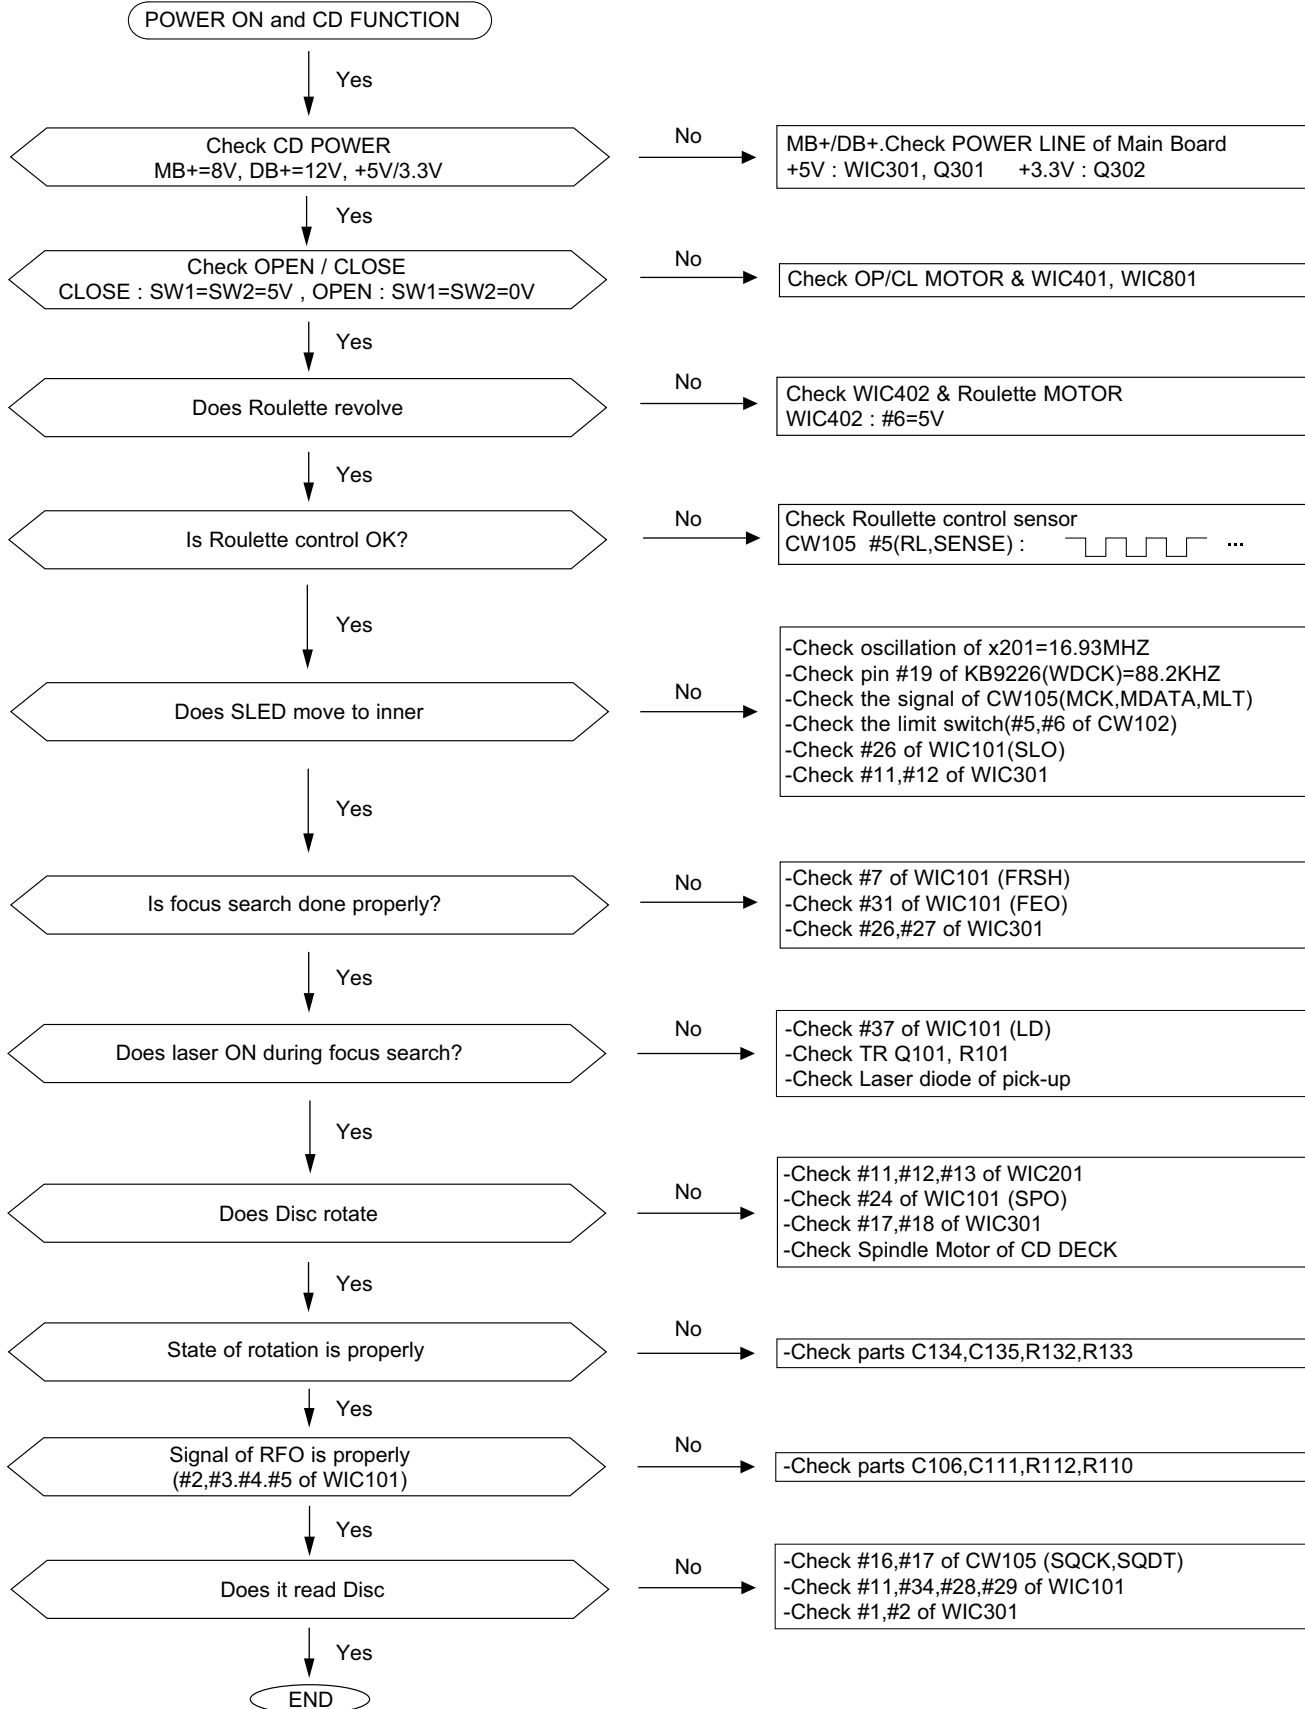 POWER ON and CD FUNCTION
Yes
Check CD POWER
MB+=8V, DB+=12V, +5V/3.3V
No
MB+/DB+.Check POWER LINE of Main Board
+5V : WIC301, Q301 +3.3V : Q302
Yes
Check OPEN / CLOSE
CLOSE : SW1=SW2=5V , OPEN : SW1=SW2=0V
No
Check OP/CL MOTOR & WIC401, WIC801
Yes
Does Roulette revolve
No
Check WIC402 & Roulette MOTOR
WIC402 : #6=5V
Yes
Is Roulette control OK?
No
Check Roullette control sensor
CW105 #5(RL,SENSE) : ...
Yes
Does SLED move to inner
No
-Check oscillation of x201=16.93MHZ
-Check pin #19 of KB9226(WDCK)=88.2KHZ
-Check the signal of CW105(MCK,MDATA,MLT)
-Check the limit switch(#5,#6 of CW102)
-Check #26 of WIC101(SLO)
-Check #11,#12 of WIC301
Yes
Is focus search done properly?
No
-Check #7 of WIC101 (FRSH)
-Check #31 of WIC101 (FEO)
-Check #26,#27 of WIC301
Yes
Does laser ON during focus search?
No
-Check #37 of WIC101 (LD)
-Check TR Q101, R101
-Check Laser diode of pick-up
Yes
Does Disc rotate
No
-Check #11,#12,#13 of WIC201
-Check #24 of WIC101 (SPO)
-Check #17,#18 of WIC301
-Check Spindle Motor of CD DECK
Yes
State of rotation is properly
No
-Check parts C134,C135,R132,R133
Yes
Signal of RFO is properly
(#2,#3.#4.#5 of WIC101)
No
-Check parts C106,C111,R112,R110
Yes
Does it read Disc
No
-Check #16,#17 of CW105 (SQCK,SQDT)
-Check #11,#34,#28,#29 of WIC101
-Check #1,#2 of WIC301
Yes
END